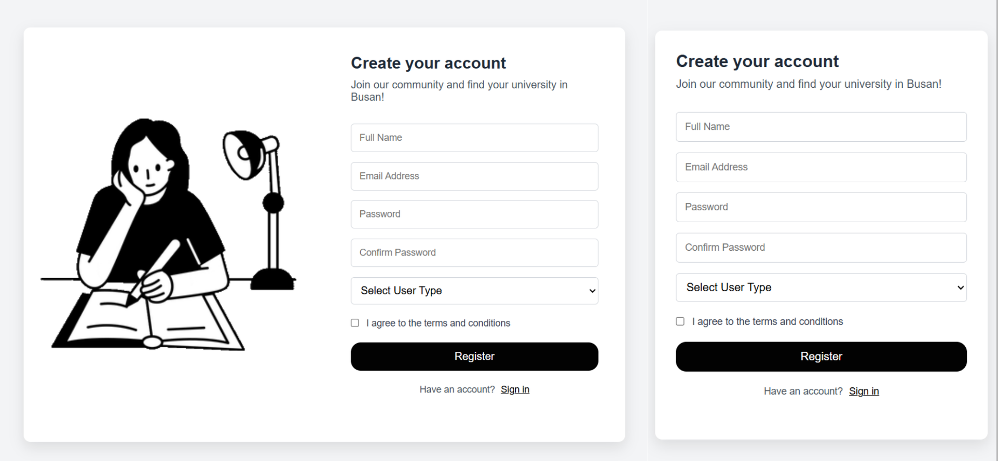 Create your account
Join our community and find your university in
Busan!
Full Name
Email Address
Password
Confirm Password
Select User Type
I agree to the terms and conditions
Register
Have an account? Sign in
Create your account
Join our community and find your university in Busan!
Full Name
Email Address
Password
Confirm Password
Select User Type
I agree to the terms and conditions
Register
Have an account? Sign in